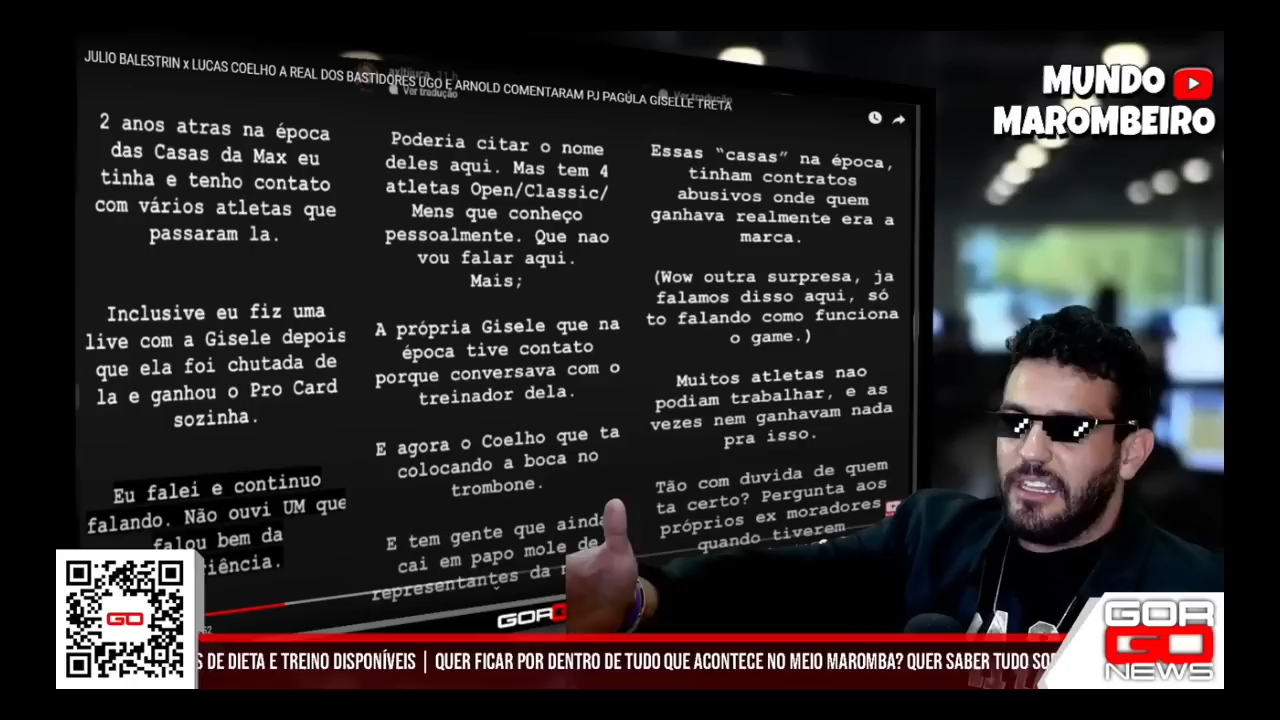 JULIO BALESTRIN x LUCAS COELHO A REAL DOS BASTIDORES UGO E ARNOLD COMENTARAM PJ PAGULA GISELLE TRETA
Ver tradução
Ver tradução
MUNDO
MAROMBEIRO
2 anos atras na época
das Casas da Max eu
tinha e tenho contato
com vários atletas que
passaram la.
Inclusive eu fiz uma
live com a Gisele depois
que ela foi chutada de
la e ganhou o Pro Card
sozinha.
Eu falei e continuo
falando. Não ouvi UM que
falou bem da
iência.
Poderia citar o nome
deles aqui. Mas tem 4
atletas Open/Classic/
Mens que conheço
pessoalmente. Que nao
vou falar aqui.
Mais;
A própria Gisele que na
época tive contato
porque conversava com o
treinador dela.
E agora o Coelho que ta
colocando a boca no
trombone.
E tem gente que ainda
cai em papo mole de
representantes da
Essas “casas” na época,
tinham contratos
abusivos onde quem
ganhava realmente era a
marca.
(Wow outra surpresa, ja
falamos disso aqui, só
to falando como funciona
o game.)
Muitos atletas nao
podiam trabalhar, e as
vezes nem ganhavam nada
pra isso.
Tão com duvida de quem
ta certo? Pergunta aos
próprios ex moradores
quando tiverem
GO
S DE DIETA E TREINO DISPONÍVEIS | QUER FICAR POR DENTRO DE TUDO QUE ACONTECE NO MEIO MAROMBA? QUER SABER TUDO SO
GOR
GO
NEWS